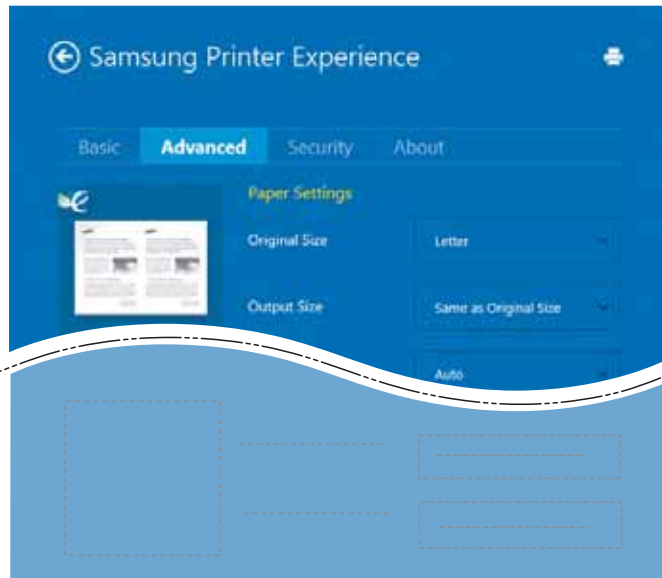 Samsung Printer Experience
Basic Advanced Security About
Paper Settings
Original Size Letter
Output Size Same as Original Size
Auto